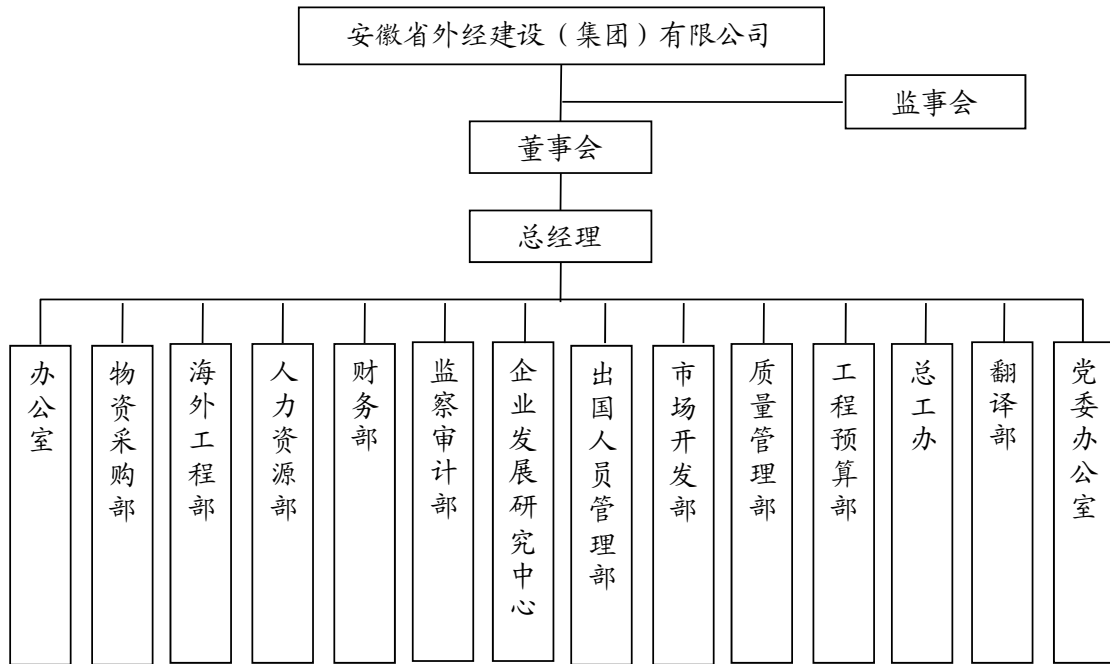 安徽省外经建设（集团）有限公司
监事会
董事会
总经理
办公室
物资采购部
海外工程部
人力资源部
财务部
监察审计部
企业发展研究中心
出国人员管理部
市场开发部
质量管理部
工程预算部
总工办
翻译部
党委办公室